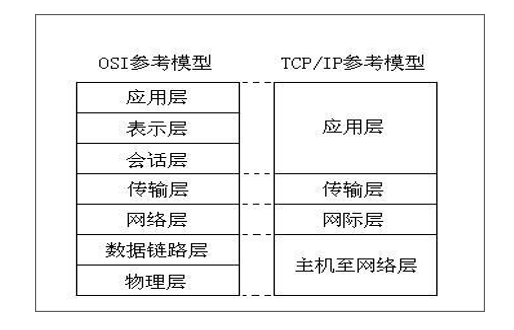 OSI参考模型 TCP/IP参考模型
应用层
表示层
会话层
传输层
网络层
数据链路层
物理层
应用层
传输层
网际层
主机至网络层